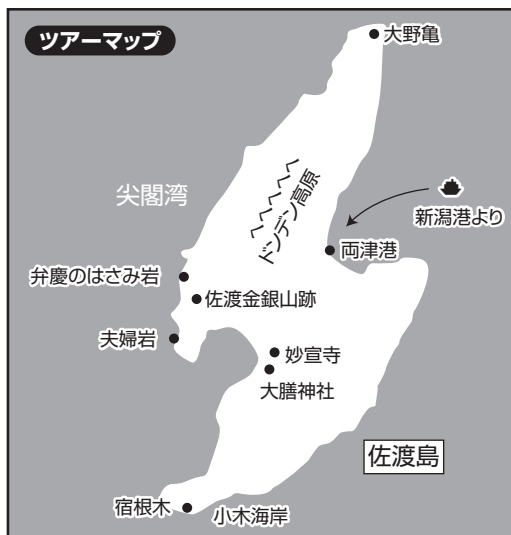 ツアーマップ
大野亀
尖閣湾
ドンデン高原
新潟港より
両津港
弁慶のはさみ岩
佐渡金銀山跡
夫婦岩
妙宣寺
大膳神社
佐渡島
宿根木
小木海岸